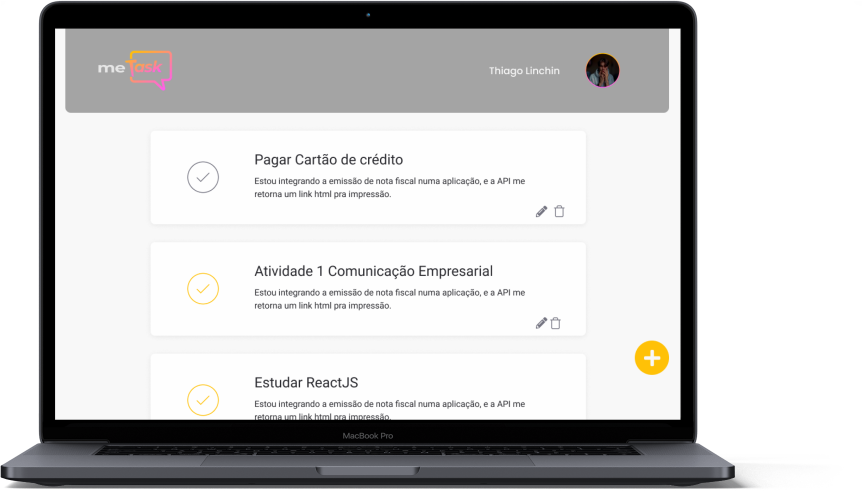 me Task
Thiago Linchin
Pagar Cartão de crédito
Estou integrando a emissão de nota fiscal numa aplicação, e a API me
retorna um link html pra impressão.
Atividade 1 Comunicação Empresarial
Estou integrando a emissão de nota fiscal numa aplicação, e a API me
retorna um link html pra impressão.
Estudar ReactJS
Estou integrando a emissão de nota fiscal numa aplicação, e a API me
retorna um link html pra impressão.
MacBook Pro